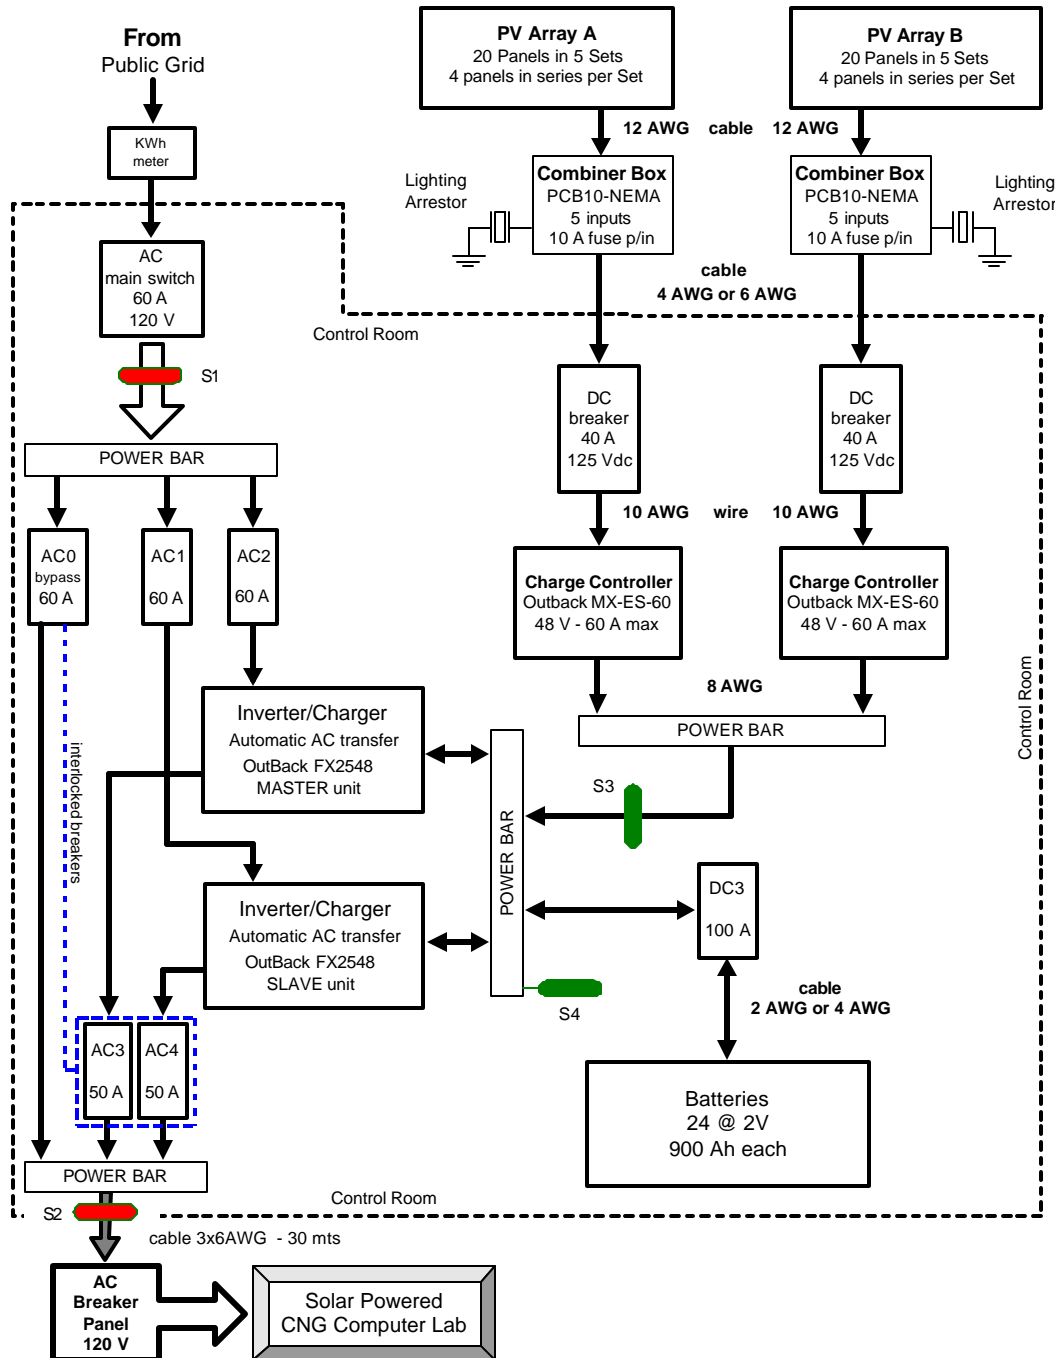 From
Public Grid
KWh
meter
PV Array A
20 Panels in 5 Sets
4 panels in series per Set
PV Array B
20 Panels in 5 Sets
4 panels in series per Set
12 AWG cable 12 AWG
Lighting
Arrestor
Combiner Box
PCB10-NEMA
5 inputs
10 A fuse p/in
Combiner Box
PCB10-NEMA
5 inputs
10 A fuse p/in
Lighting
Arrestor
AC
main switch
60 A
120 V
cable
4 AWG or 6 AWG
Control Room
S1
DC
breaker
40 A
125 Vdc
DC
breaker
40 A
125 Vdc
POWER BAR
10 AWG wire 10 AWG
AC0
bypass
60 A
AC1
60 A
AC2
60 A
Charge Controller
Outback MX-ES-60
48 V - 60 A max
Charge Controller
Outback MX-ES-60
48 V - 60 A max
8 AWG
POWER BAR
Control Room
interlocked breakers
Inverter/Charger
Automatic AC transfer
OutBack FX2548
MASTER unit
S3
POWER BAR
Inverter/Charger
Automatic AC transfer
OutBack FX2548
SLAVE unit
DC3
100 A
S4
cable
2 AWG or 4 AWG
AC3
50 A
AC4
50 A
Batteries
24 @ 2V
900 Ah each
POWER BAR
Control Room
S2
cable 3x6AWG - 30 mts
AC
Breaker
Panel
120 V
Solar Powered
CNG Computer Lab